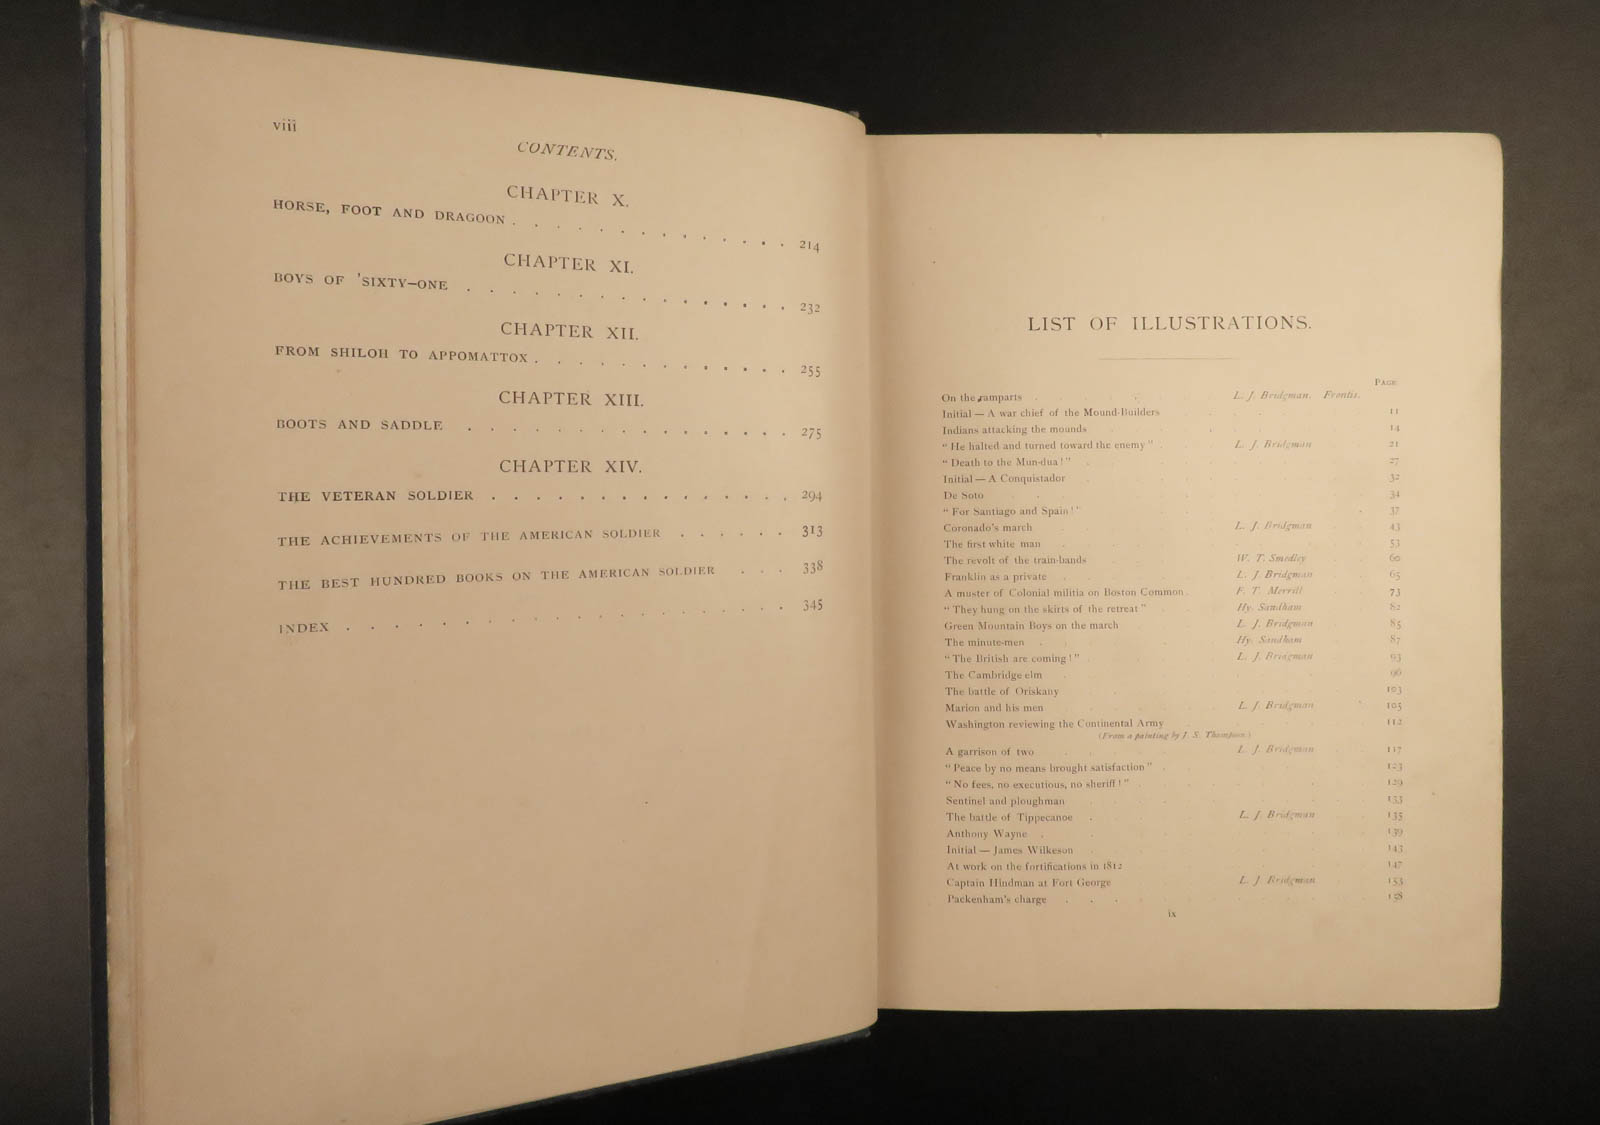 viii
CONTENTS.
CHAPTER X.
HORSE, FOOT AND DRAGOON . . . . . . . . . . . . . . 214
CHAPTER XI.
BOYS OF 'SIXTY—ONE . . . . . . . . . . . . . . . 232
CHAPTER XII.
FROM SHILOH TO APPOMATTOX . . . . . . . . . . . . . 255
CHAPTER XIII.
BOOTS AND SADDLE . . . . . . . . . . . . . . . 275
CHAPTER XIV.
THE VETERAN SOLDIER . . . . . . . . . . . . . . 294
THE ACHIEVEMENTS OF THE AMERICAN SOLDIER . . . . . . 313
THE BEST HUNDRED BOOKS ON THE AMERICAN SOLDIER . . . 338
INDEX . . . . . . . . . . . . . . . . . . 345
LIST OF ILLUSTRATIONS.
PAGE
On the ramparts . L. J. Bridgman. Frontis.
Initial — A war chief of the Mound-Builders 11
Indians attacking the mounds 14
" He halted and turned toward the enemy " . L. J. Bridgman 21
" Death to the Mun-dua ! " 27
Initial — A Conquistador 32
De Soto 34
" For Santiago and Spain ! " 37
Coronado's march L. J. Bridgman 43
The first white man 53
The revolt of the train-bands W. T. Smedley 60
Franklin as a private L. J. Bridgman 65
A muster of Colonial militia on Boston Common . F. T. Merrill 73
" They hung on the skirts of the retreat " Hy. Sandham 82
Green Mountain Boys on the march L. J. Bridgman 85
The minute-men Hy. Sandham 87
" The British are coming ! " L. J. Bridgman 93
The Cambridge elm 96
The battle of Oriskany 103
Marion and his men L. J. Bridgman 105
Washington reviewing the Continental Army 112
(From a painting by J. S. Thompson.)
A garrison of two L. J. Bridgman 117
" Peace by no means brought satisfaction " 123
" No fees, no executions, no sheriff ! " 129
Sentinel and ploughman 133
The battle of Tippecanoe L. J. Bridgman 135
Anthony Wayne 139
Initial — James Wilkeson 143
At work on the fortifications in 1812 147
Captain Hindman at Fort George L. J. Bridgman 153
Packenham's charge . . . 158
ix